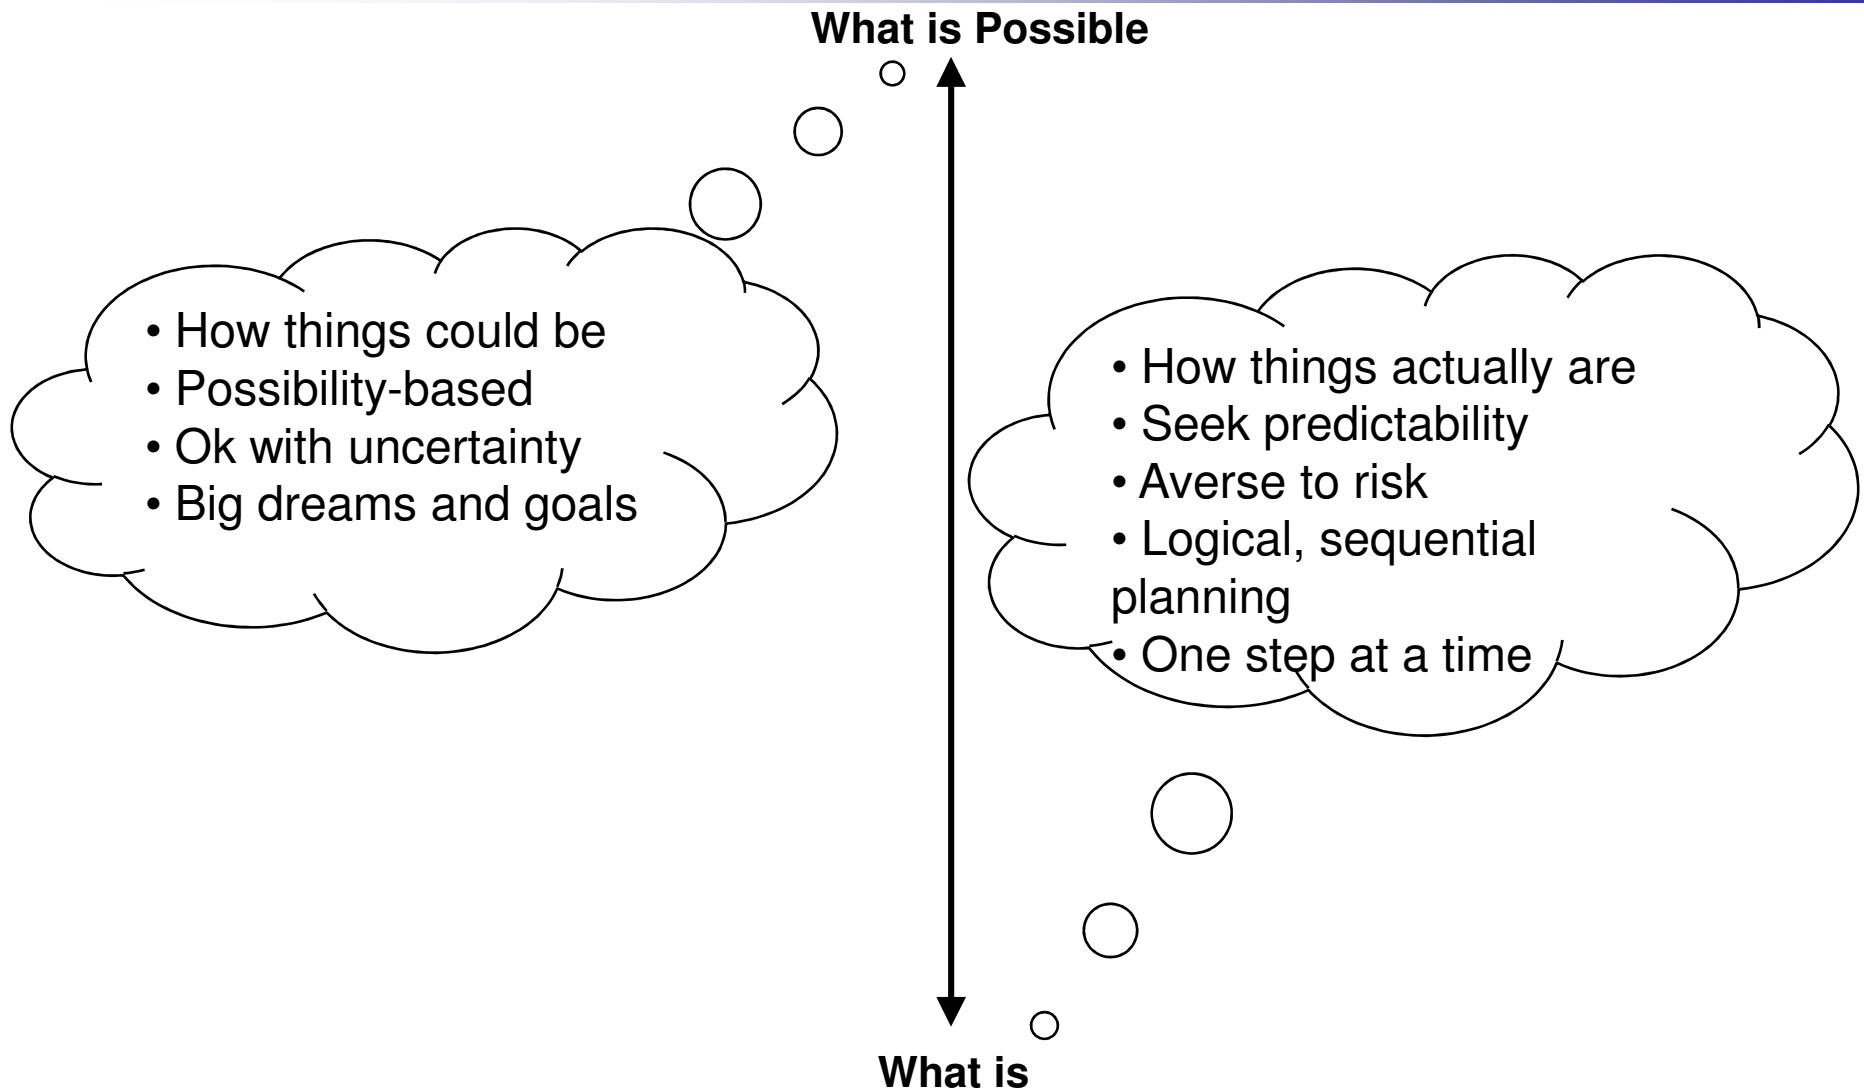 What is Possible
• How things could be
• Possibility-based
• Ok with uncertainty
• Big dreams and goals
• How things actually are
• Seek predictability
• Averse to risk
• Logical, sequential
planning
• One step at a time
What is